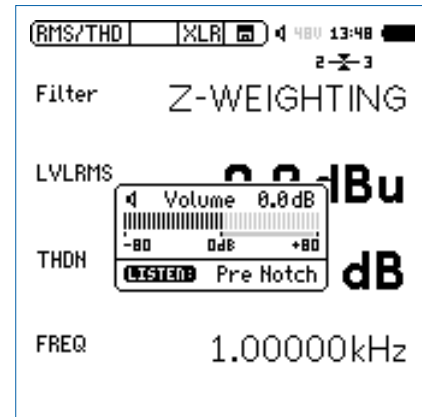 RMS/THD XLR 48V 13:48
2 3
Filter Z-WEIGHTING
LVLRMS dBu
Volume 0.0dB
-80 0dB +80
LISTEN: Pre Notch
THDN dB
FREQ 1.00000kHz